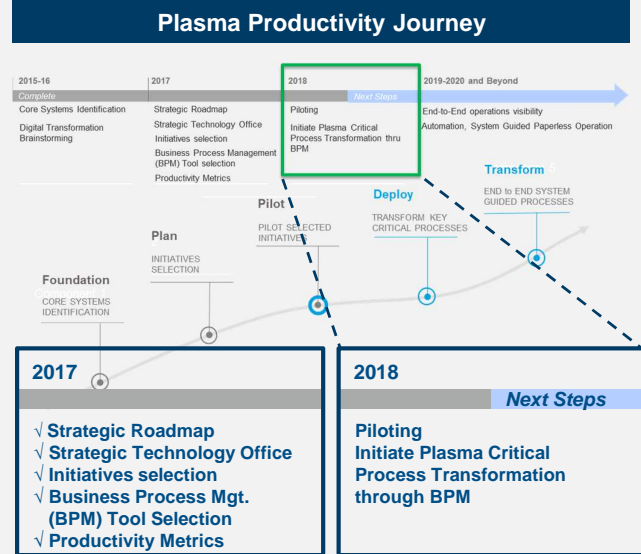 Plasma Productivity Journey
2015-16
2017
2018
2019-2020 and Beyond
Complete
Next Steps
Core Systems Identification
Digital Transformation
Brainstorming
Strategic Roadmap
Strategic Technology Office
Initiatives selection
Business Process Management
(BPM) Tool selection
Productivity Metrics
Piloting
Initiate Plasma Critical
Process Transformation thru
BPM
End-to-End operations visibility
Automation, System Guided Paperless Operation
Transform
END to END SYSTEM
GUIDED PROCESSES
Deploy
TRANSFORM KEY
CRITICAL PROCESSES
Pilot
PILOT SELECTED
INITIATIVES
Plan
INITIATIVES
SELECTION
Foundation
CORE SYSTEMS
IDENTIFICATION
2017
√ Strategic Roadmap
√ Strategic Technology Office
√ Initiatives selection
√ Business Process Mgt.
(BPM) Tool Selection
√ Productivity Metrics
2018
Next Steps
Piloting
Initiate Plasma Critical
Process Transformation
through BPM